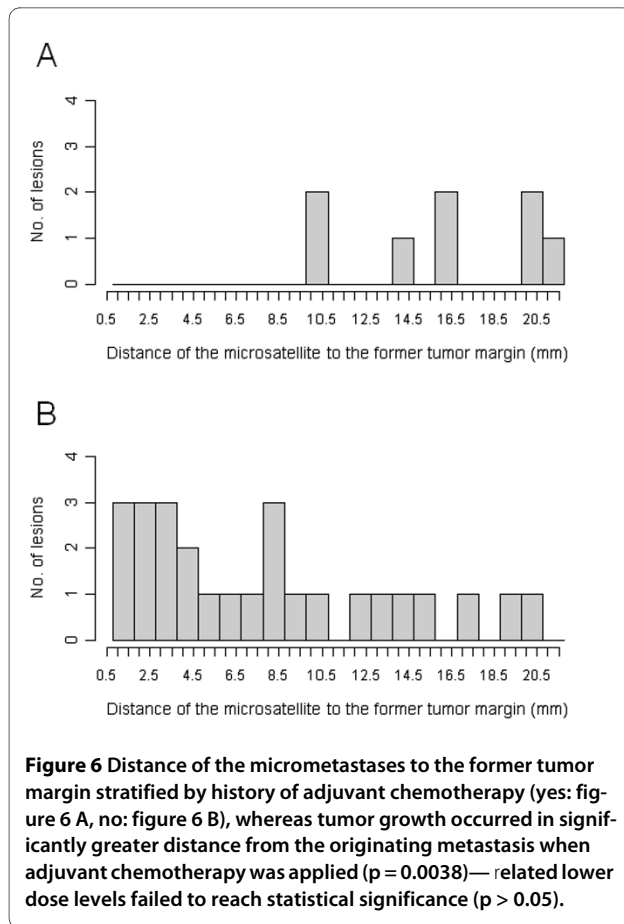 A
4
3
2
1
0
No. of lesions
0.5 2.5 4.5 6.5 8.5 10.5 12.5 14.5 16.5 18.5 20.5
Distance of the microsatellite to the former tumor margin (mm)
B
4
3
2
1
0
No. of lesions
0.5 2.5 4.5 6.5 8.5 10.5 12.5 14.5 16.5 18.5 20.5
Distance of the microsatellite to the former tumor margin (mm)
Figure 6 Distance of the micrometastases to the former tumor
margin stratified by history of adjuvant chemotherapy (yes: fig-
ure 6 A, no: figure 6 B), whereas tumor growth occurred in signif-
icantly greater distance from the originating metastasis when
adjuvant chemotherapy was applied (p = 0.0038)— related lower
dose levels failed to reach statistical significance (p > 0.05).